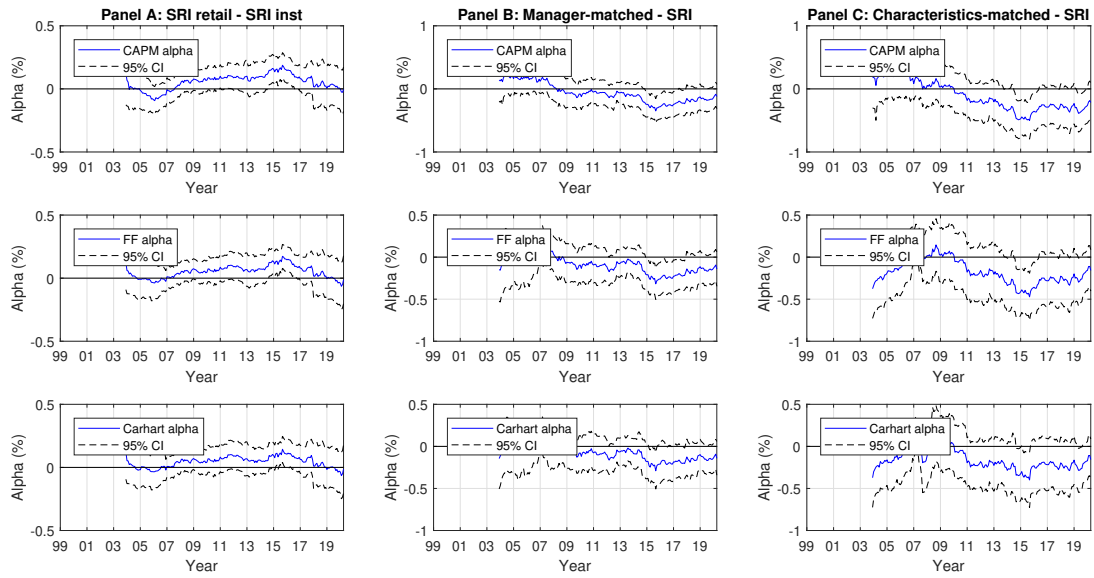 Panel A: SRI retail - SRI inst
Panel B: Manager-matched - SRI
Panel C: Characteristics-matched - SRI
0.5
0
-0.5
Alpha (%)
CAPM alpha
95% CI
99 01 03 05 07 09 11 13 15 17 19
Year
1
0
-1
Alpha (%)
CAPM alpha
95% CI
99 01 03 05 07 09 11 13 15 17 19
Year
1
0
-1
Alpha (%)
CAPM alpha
95% CI
99 01 03 05 07 09 11 13 15 17 19
Year
0.5
0
-0.5
Alpha (%)
FF alpha
95% CI
99 01 03 05 07 09 11 13 15 17 19
Year
0.5
0
-0.5
-1
Alpha (%)
FF alpha
95% CI
99 01 03 05 07 09 11 13 15 17 19
Year
0.5
0
-0.5
-1
Alpha (%)
FF alpha
95% CI
99 01 03 05 07 09 11 13 15 17 19
Year
0.5
0
-0.5
Alpha (%)
Carhart alpha
95% CI
99 01 03 05 07 09 11 13 15 17 19
Year
0.5
0
-0.5
-1
Alpha (%)
Carhart alpha
95% CI
99 01 03 05 07 09 11 13 15 17 19
Year
0.5
0
-0.5
-1
Alpha (%)
Carhart alpha
95% CI
99 01 03 05 07 09 11 13 15 17 19
Year